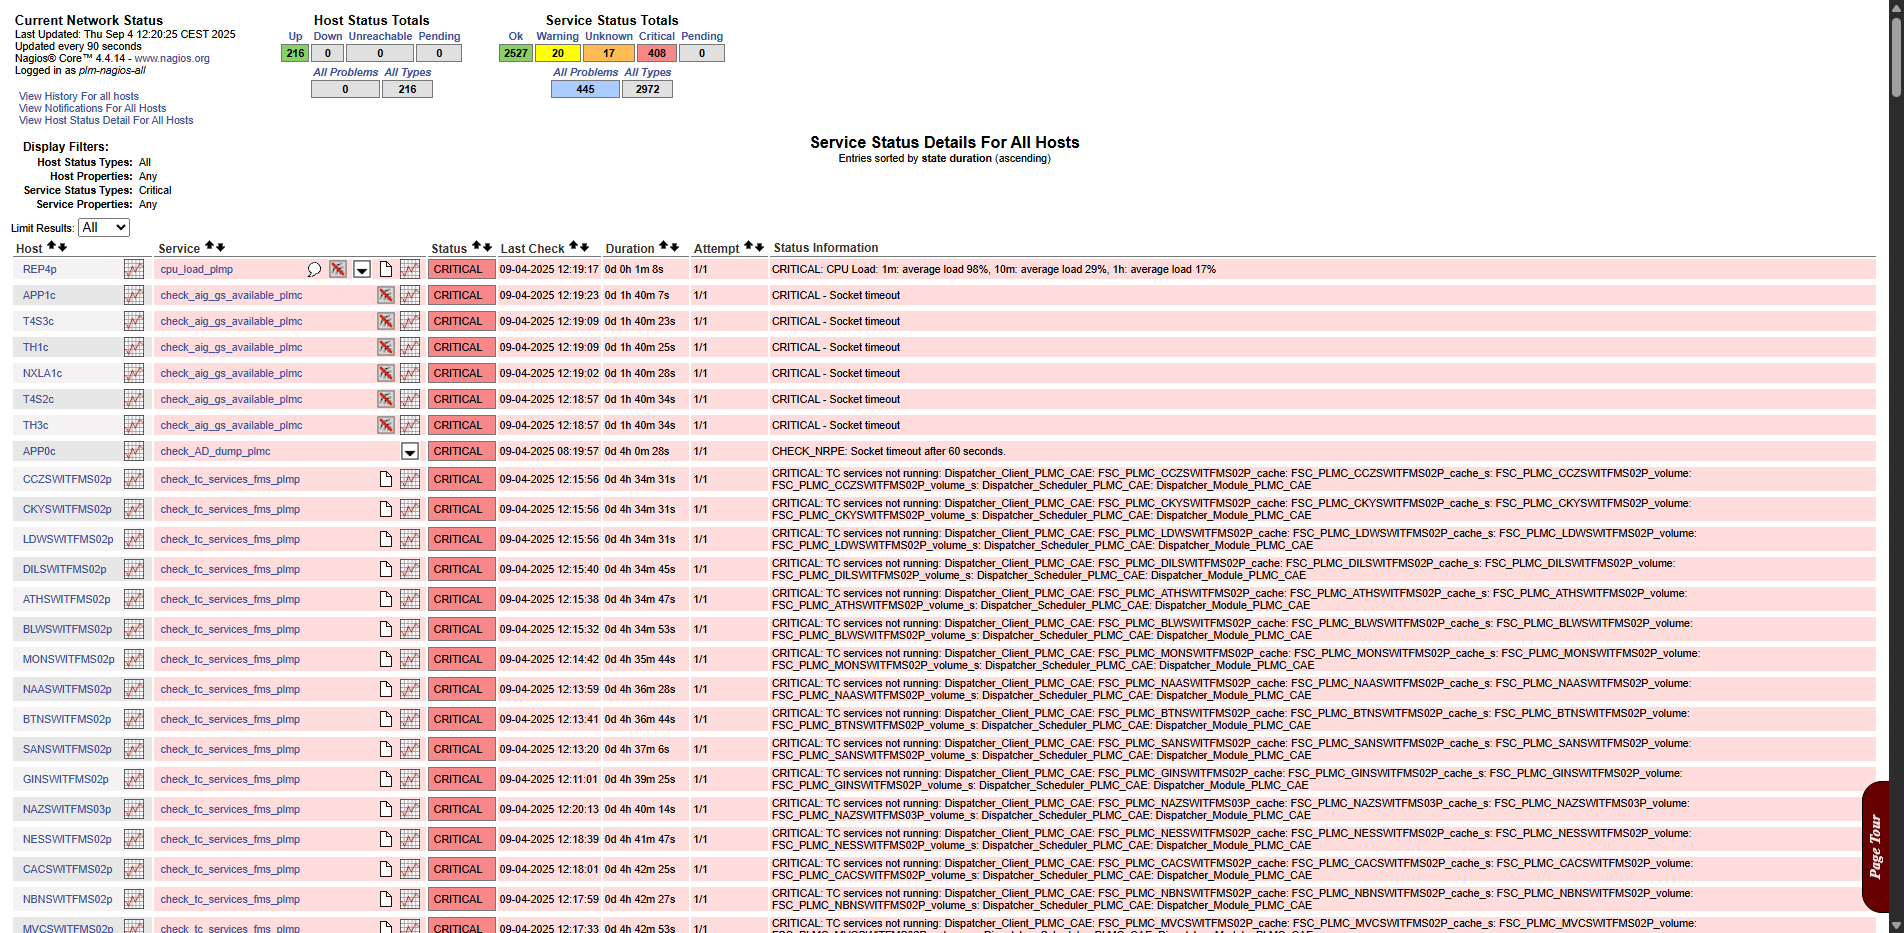 Current Network Status
Last Updated: Thu Sep 4 12:20:25 CEST 2025
Updated every 90 seconds
Nagios® Core™ 4.4.14 - www.nagios.org
Logged in as plm-nagios-all
View History For all hosts
View Notifications For All Hosts
View Host Status Detail For All Hosts
Host Status Totals
Up Down Unreachable Pending
216 0 0 0
All Problems All Types
0 216
Service Status Totals
Ok Warning Unknown Critical Pending
2527 20 17 408 0
All Problems All Types
445 2972
Display Filters:
Host Status Types: All
Host Properties: Any
Service Status Types: Critical
Service Properties: Any
Service Status Details For All Hosts
Entries sorted by state duration (ascending)
Limit Results: All
Host Service Status Last Check Duration Attempt Status Information
REP4p cpu_load_plmp CRITICAL 09-04-2025 12:19:17 0d 0h 1m 8s 1/1 CRITICAL: CPU Load: 1m: average load 98%, 10m: average load 29%, 1h: average load 17%
APP1c check_aig_gs_available_plmc CRITICAL 09-04-2025 12:19:23 0d 1h 40m 7s 1/1 CRITICAL - Socket timeout
T4S3c check_aig_gs_available_plmc CRITICAL 09-04-2025 12:19:09 0d 1h 40m 23s 1/1 CRITICAL - Socket timeout
TH1c check_aig_gs_available_plmc CRITICAL 09-04-2025 12:19:09 0d 1h 40m 25s 1/1 CRITICAL - Socket timeout
NXLA1c check_aig_gs_available_plmc CRITICAL 09-04-2025 12:19:02 0d 1h 40m 28s 1/1 CRITICAL - Socket timeout
T4S2c check_aig_gs_available_plmc CRITICAL 09-04-2025 12:18:57 0d 1h 40m 34s 1/1 CRITICAL - Socket timeout
TH3c check_aig_gs_available_plmc CRITICAL 09-04-2025 12:18:57 0d 1h 40m 34s 1/1 CRITICAL - Socket timeout
APP0c check_AD_dump_plmc CRITICAL 09-04-2025 08:19:57 0d 4h 0m 28s 1/1 CHECK_NRPE: Socket timeout after 60 seconds.
CCZSWITFMS02p check_tc_services_fms_plmp CRITICAL 09-04-2025 12:15:56 0d 4h 34m 31s 1/1 CRITICAL: TC services not running: Dispatcher_Client_PLMC_CAE: FSC_PLMC_CCZSWITFMS02P_cache: FSC_PLMC_CCZSWITFMS02P_cache_s: FSC_PLMC_CCZSWITFMS02P_volume:
FSC_PLMC_CCZSWITFMS02P_volume_s: Dispatcher_Scheduler_PLMC_CAE: Dispatcher_Module_PLMC_CAE
CKYSWITFMS02p check_tc_services_fms_plmp CRITICAL 09-04-2025 12:15:56 0d 4h 34m 31s 1/1 CRITICAL: TC services not running: Dispatcher_Client_PLMC_CAE: FSC_PLMC_CKYSWITFMS02P_cache: FSC_PLMC_CKYSWITFMS02P_cache_s: FSC_PLMC_CKYSWITFMS02P_volume:
FSC_PLMC_CKYSWITFMS02P_volume_s: Dispatcher_Scheduler_PLMC_CAE: Dispatcher_Module_PLMC_CAE
LDWSWITFMS02p check_tc_services_fms_plmp CRITICAL 09-04-2025 12:15:56 0d 4h 34m 31s 1/1 CRITICAL: TC services not running: Dispatcher_Client_PLMC_CAE: FSC_PLMC_LDWSWITFMS02P_cache: FSC_PLMC_LDWSWITFMS02P_cache_s: FSC_PLMC_LDWSWITFMS02P_volume:
FSC_PLMC_LDWSWITFMS02P_volume_s: Dispatcher_Scheduler_PLMC_CAE: Dispatcher_Module_PLMC_CAE
DILSWITFMS02p check_tc_services_fms_plmp CRITICAL 09-04-2025 12:15:40 0d 4h 34m 45s 1/1 CRITICAL: TC services not running: Dispatcher_Client_PLMC_CAE: FSC_PLMC_DILSWITFMS02P_cache: FSC_PLMC_DILSWITFMS02P_cache_s: FSC_PLMC_DILSWITFMS02P_volume:
FSC_PLMC_DILSWITFMS02P_volume_s: Dispatcher_Scheduler_PLMC_CAE: Dispatcher_Module_PLMC_CAE
ATHSWITFMS02p check_tc_services_fms_plmp CRITICAL 09-04-2025 12:15:38 0d 4h 34m 47s 1/1 CRITICAL: TC services not running: Dispatcher_Client_PLMC_CAE: FSC_PLMC_ATHSWITFMS02P_cache: FSC_PLMC_ATHSWITFMS02P_cache_s: FSC_PLMC_ATHSWITFMS02P_volume:
FSC_PLMC_ATHSWITFMS02P_volume_s: Dispatcher_Scheduler_PLMC_CAE: Dispatcher_Module_PLMC_CAE
BLWSWITFMS02p check_tc_services_fms_plmp CRITICAL 09-04-2025 12:15:32 0d 4h 34m 53s 1/1 CRITICAL: TC services not running: Dispatcher_Client_PLMC_CAE: FSC_PLMC_BLWSWITFMS02P_cache: FSC_PLMC_BLWSWITFMS02P_cache_s: FSC_PLMC_BLWSWITFMS02P_volume:
FSC_PLMC_BLWSWITFMS02P_volume_s: Dispatcher_Scheduler_PLMC_CAE: Dispatcher_Module_PLMC_CAE
MONSWITFMS02p check_tc_services_fms_plmp CRITICAL 09-04-2025 12:14:42 0d 4h 35m 44s 1/1 CRITICAL: TC services not running: Dispatcher_Client_PLMC_CAE: FSC_PLMC_MONSWITFMS02P_cache: FSC_PLMC_MONSWITFMS02P_cache_s: FSC_PLMC_MONSWITFMS02P_volume:
FSC_PLMC_MONSWITFMS02P_volume_s: Dispatcher_Scheduler_PLMC_CAE: Dispatcher_Module_PLMC_CAE
NAASWITFMS02p check_tc_services_fms_plmp CRITICAL 09-04-2025 12:13:59 0d 4h 36m 28s 1/1 CRITICAL: TC services not running: Dispatcher_Client_PLMC_CAE: FSC_PLMC_NAASWITFMS02P_cache: FSC_PLMC_NAASWITFMS02P_cache_s: FSC_PLMC_NAASWITFMS02P_volume:
FSC_PLMC_NAASWITFMS02P_volume_s: Dispatcher_Scheduler_PLMC_CAE: Dispatcher_Module_PLMC_CAE
BTNSWITFMS02p check_tc_services_fms_plmp CRITICAL 09-04-2025 12:13:41 0d 4h 36m 44s 1/1 CRITICAL: TC services not running: Dispatcher_Client_PLMC_CAE: FSC_PLMC_BTNSWITFMS02P_cache: FSC_PLMC_BTNSWITFMS02P_cache_s: FSC_PLMC_BTNSWITFMS02P_volume:
FSC_PLMC_BTNSWITFMS02P_volume_s: Dispatcher_Scheduler_PLMC_CAE: Dispatcher_Module_PLMC_CAE
SANSWITFMS02p check_tc_services_fms_plmp CRITICAL 09-04-2025 12:13:20 0d 4h 37m 6s 1/1 CRITICAL: TC services not running: Dispatcher_Client_PLMC_CAE: FSC_PLMC_SANSWITFMS02P_cache: FSC_PLMC_SANSWITFMS02P_cache_s: FSC_PLMC_SANSWITFMS02P_volume:
FSC_PLMC_SANSWITFMS02P_volume_s: Dispatcher_Scheduler_PLMC_CAE: Dispatcher_Module_PLMC_CAE
GINSWITFMS02p check_tc_services_fms_plmp CRITICAL 09-04-2025 12:11:01 0d 4h 39m 25s 1/1 CRITICAL: TC services not running: Dispatcher_Client_PLMC_CAE: FSC_PLMC_GINSWITFMS02P_cache: FSC_PLMC_GINSWITFMS02P_cache_s: FSC_PLMC_GINSWITFMS02P_volume:
FSC_PLMC_GINSWITFMS02P_volume_s: Dispatcher_Scheduler_PLMC_CAE: Dispatcher_Module_PLMC_CAE
NAZSWITFMS03p check_tc_services_fms_plmp CRITICAL 09-04-2025 12:20:13 0d 4h 40m 14s 1/1 CRITICAL: TC services not running: Dispatcher_Client_PLMC_CAE: FSC_PLMC_NAZSWITFMS03P_cache: FSC_PLMC_NAZSWITFMS03P_cache_s: FSC_PLMC_NAZSWITFMS03P_volume:
FSC_PLMC_NAZSWITFMS03P_volume_s: Dispatcher_Scheduler_PLMC_CAE: Dispatcher_Module_PLMC_CAE
NESSWITFMS02p check_tc_services_fms_plmp CRITICAL 09-04-2025 12:18:39 0d 4h 41m 47s 1/1 CRITICAL: TC services not running: Dispatcher_Client_PLMC_CAE: FSC_PLMC_NESSWITFMS02P_cache: FSC_PLMC_NESSWITFMS02P_cache_s: FSC_PLMC_NESSWITFMS02P_volume:
FSC_PLMC_NESSWITFMS02P_volume_s: Dispatcher_Scheduler_PLMC_CAE: Dispatcher_Module_PLMC_CAE
CACSWITFMS02p check_tc_services_fms_plmp CRITICAL 09-04-2025 12:18:01 0d 4h 42m 25s 1/1 CRITICAL: TC services not running: Dispatcher_Client_PLMC_CAE: FSC_PLMC_CACSWITFMS02P_cache: FSC_PLMC_CACSWITFMS02P_cache_s: FSC_PLMC_CACSWITFMS02P_volume:
FSC_PLMC_CACSWITFMS02P_volume_s: Dispatcher_Scheduler_PLMC_CAE: Dispatcher_Module_PLMC_CAE
NBNSWITFMS02p check_tc_services_fms_plmp CRITICAL 09-04-2025 12:17:59 0d 4h 42m 27s 1/1 CRITICAL: TC services not running: Dispatcher_Client_PLMC_CAE: FSC_PLMC_NBNSWITFMS02P_cache: FSC_PLMC_NBNSWITFMS02P_cache_s: FSC_PLMC_NBNSWITFMS02P_volume:
FSC_PLMC_NBNSWITFMS02P_volume_s: Dispatcher_Scheduler_PLMC_CAE: Dispatcher_Module_PLMC_CAE
MVCSWITFMS02p check_tc_services_fms_plmp CRITICAL 09-04-2025 12:17:33 0d 4h 42m 53s 1/1 CRITICAL: TC services not running: Dispatcher_Client_PLMC_CAE: FSC_PLMC_MVCSWITFMS02P_cache: FSC_PLMC_MVCSWITFMS02P_cache_s: FSC_PLMC_MVCSWITFMS02P_volume:
Page Tour